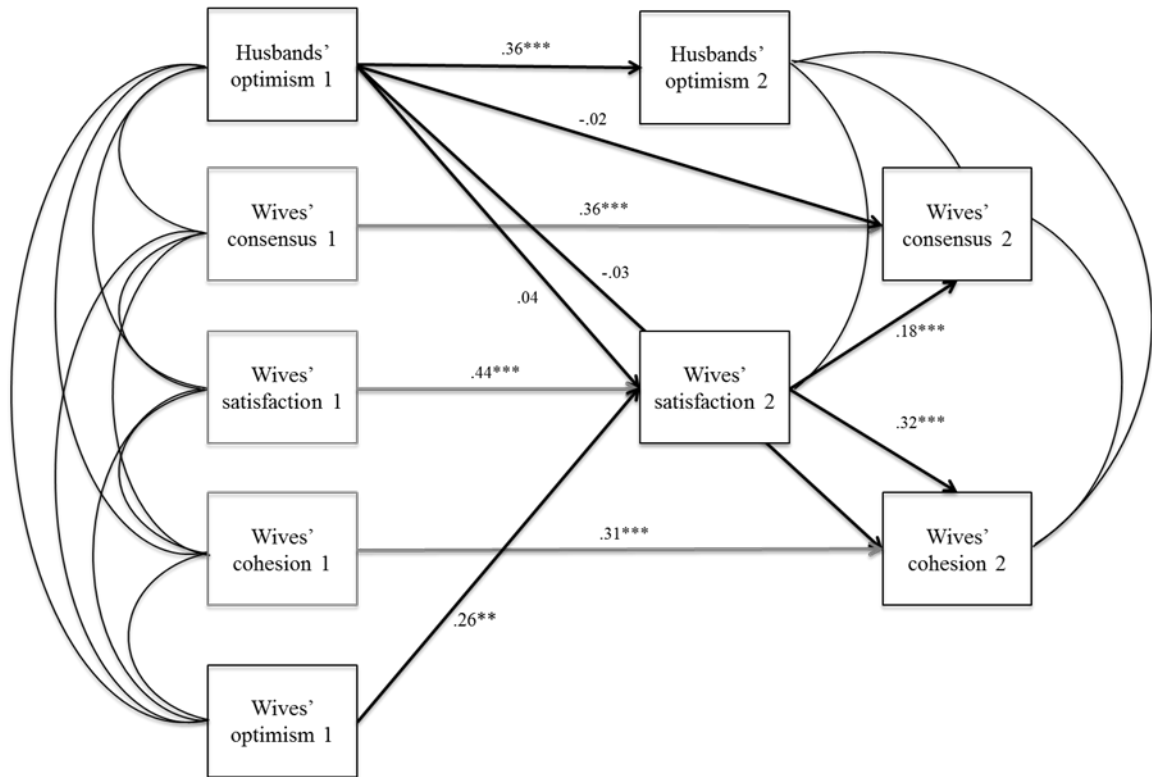 Husbands’
optimism 1
.36***
Husbands’
optimism 2
-.02
Wives’
consensus 1
.36***
Wives’
consensus 2
-.03
.04
.18***
Wives’
satisfaction 1
.44***
Wives’
satisfaction 2
.32***
Wives’
cohesion 1
.31***
Wives’
cohesion 2
.26**
Wives’
optimism 1